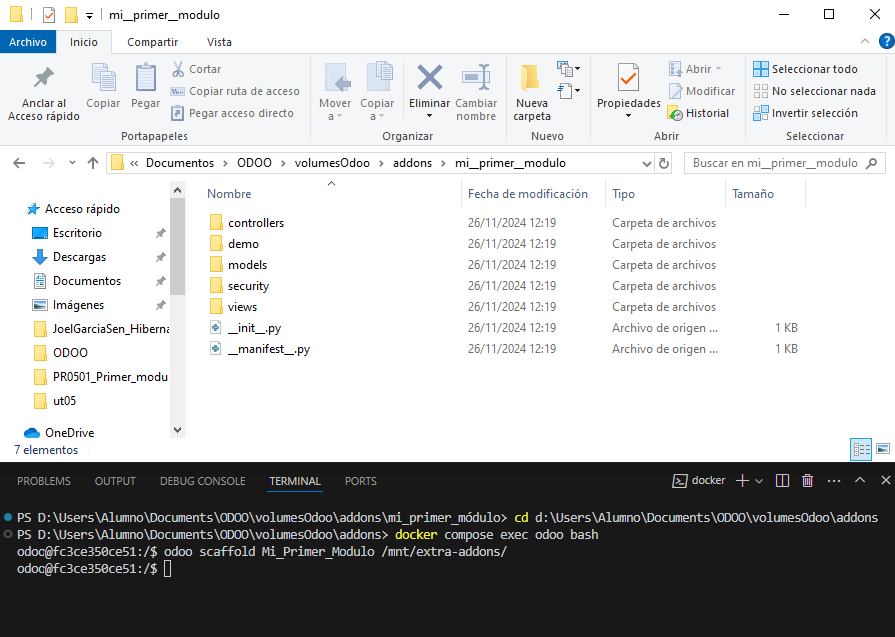 mi__primer__modulo
Archivo Inicio Compartir Vista
Anclar al
Acceso rápido
Copiar
Pegar
Cortar
Copiar ruta de acceso
Pegar acceso directo
Portapapeles
Mover
a
Copiar
a
Eliminar
Cambiar
nombre
Organizar
Nueva
carpeta
Nuevo
Propiedades
Abrir
Modificar
Historial
Abrir
Seleccionar todo
No seleccionar nada
Invertir selección
Seleccionar
« Documentos > ODOO > volumesOdoo > addons > mi__primer__modulo
Buscar en mi__primer__modulo
Acceso rápido
Escritorio
Descargas
Documentos
Imágenes
JoelGarciaSen_Hiberna
ODOO
PR0501_Primer_modu
ut05
OneDrive
Nombre Fecha de modificación Tipo Tamaño
controllers 26/11/2024 12:19 Carpeta de archivos
demo 26/11/2024 12:19 Carpeta de archivos
models 26/11/2024 12:19 Carpeta de archivos
security 26/11/2024 12:19 Carpeta de archivos
views 26/11/2024 12:19 Carpeta de archivos
__init__.py 26/11/2024 12:19 Archivo de origen ... 1 KB
__manifest__.py 26/11/2024 12:19 Archivo de origen ... 1 KB
7 elementos
PROBLEMS OUTPUT DEBUG CONSOLE TERMINAL PORTS docker
PS D:\Users\Alumno\Documents\ODOO\volumesOdoo\addons\mi_primer_módulo> cd d:\Users\Alumno\Documents\ODOO\volumesOdoo\addons
PS D:\Users\Alumno\Documents\ODOO\volumesOdoo\addons> docker compose exec odoo bash
odoo@fc3ce350ce51:/$ odoo scaffold Mi_Primer_Modulo /mnt/extra-addons/
odoo@fc3ce350ce51:/$